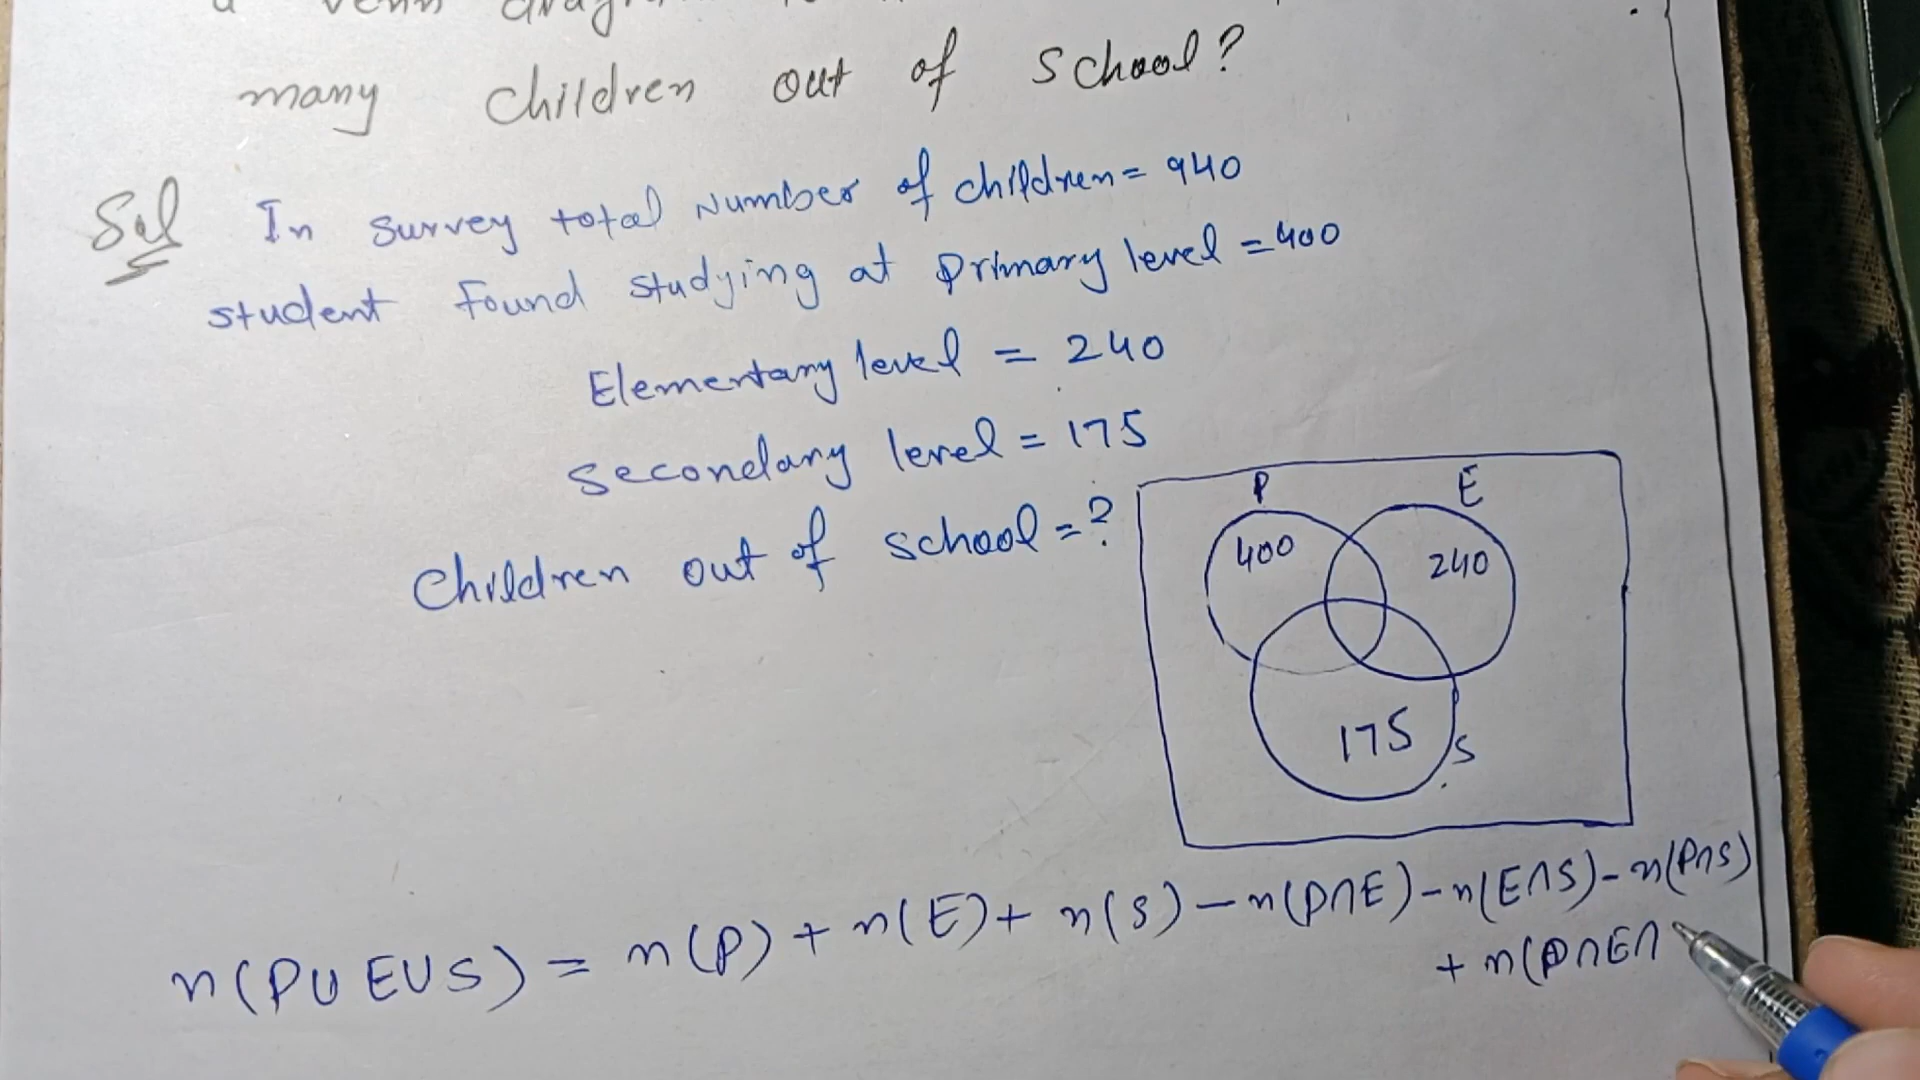 many children out of school?
Sol In survey total Number of children = 940
student Found studying at primary level = 400
Elementary level = 240
secondary level = 175
children out of school = ?
P E
400 240
175 S
n(P∪E∪S) = n(P) + n(E) + n(S) − n(P∩E) − n(E∩S) − n(P∩S)
+ n(P∩E∩